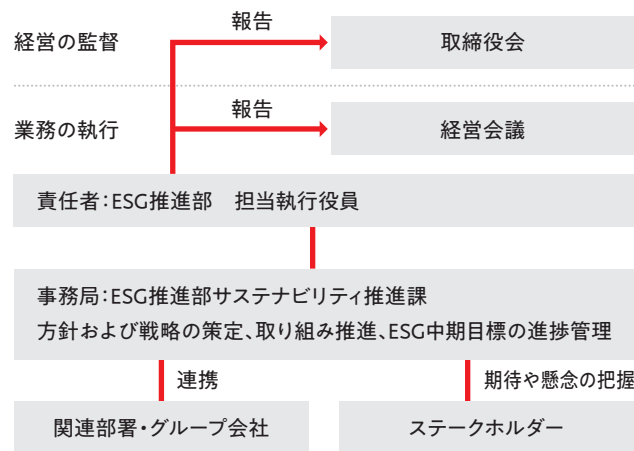 報告
経営の監督
取締役会
報告
業務の執行
経営会議
責任者：ESG推進部　担当執行役員
事務局：ESG推進部サステナビリティ推進課
方針および戦略の策定、取り組み推進、ESG中期目標の進捗管理
連携
期待や懸念の把握
関連部署・グループ会社
ステークホルダー